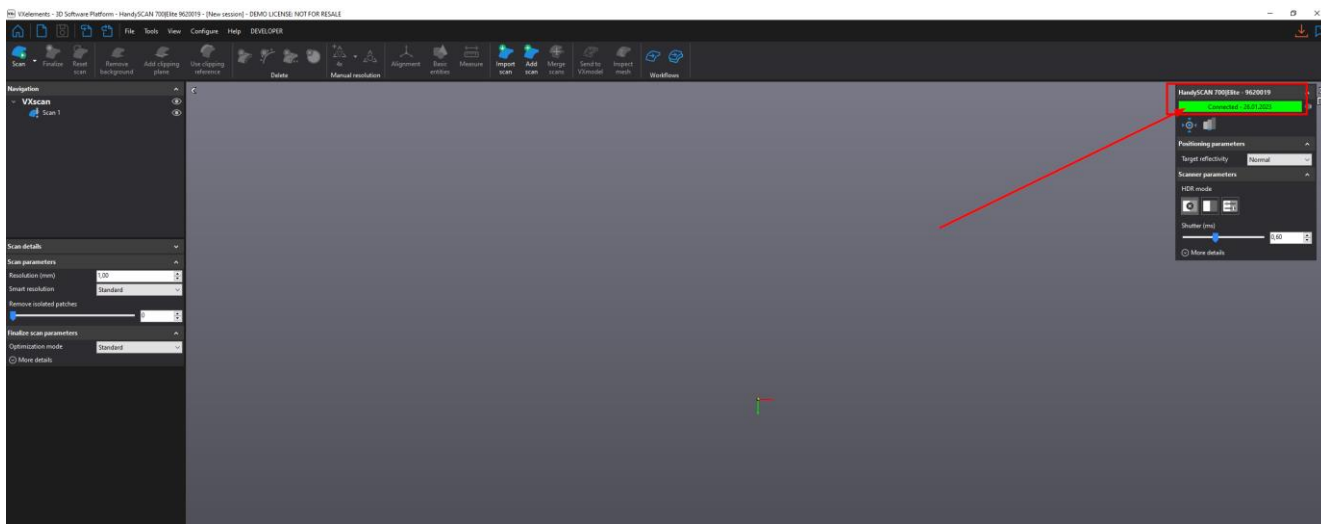 VXelements - 3D Software Platform - HandySCAN 700|Elite 9620019 - [New session] - DEMO LICENSE: NOT FOR RESALE
File Tools View Configure Help DEVELOPER
Scan Finalize Reset scan Remove background Add clipping plane Use clipping reference Delete 4x Manual resolution Alignment Basic entities Measure Import scan Add scan Merge scans Send to VXmodel Inspect mesh Workflows
Navigation
VXscan
Scan 1
Scan details
Scan parameters
Resolution (mm) 1,00
Smart resolution Standard
Remove isolated patches
0
Finalize scan parameters
Optimization mode Standard
More details
HandySCAN 700|Elite - 9620019
Connected - 28.01.2025
Positioning parameters
Target reflectivity Normal
Scanner parameters
HDR mode
Shutter (ms)
0,60
More details